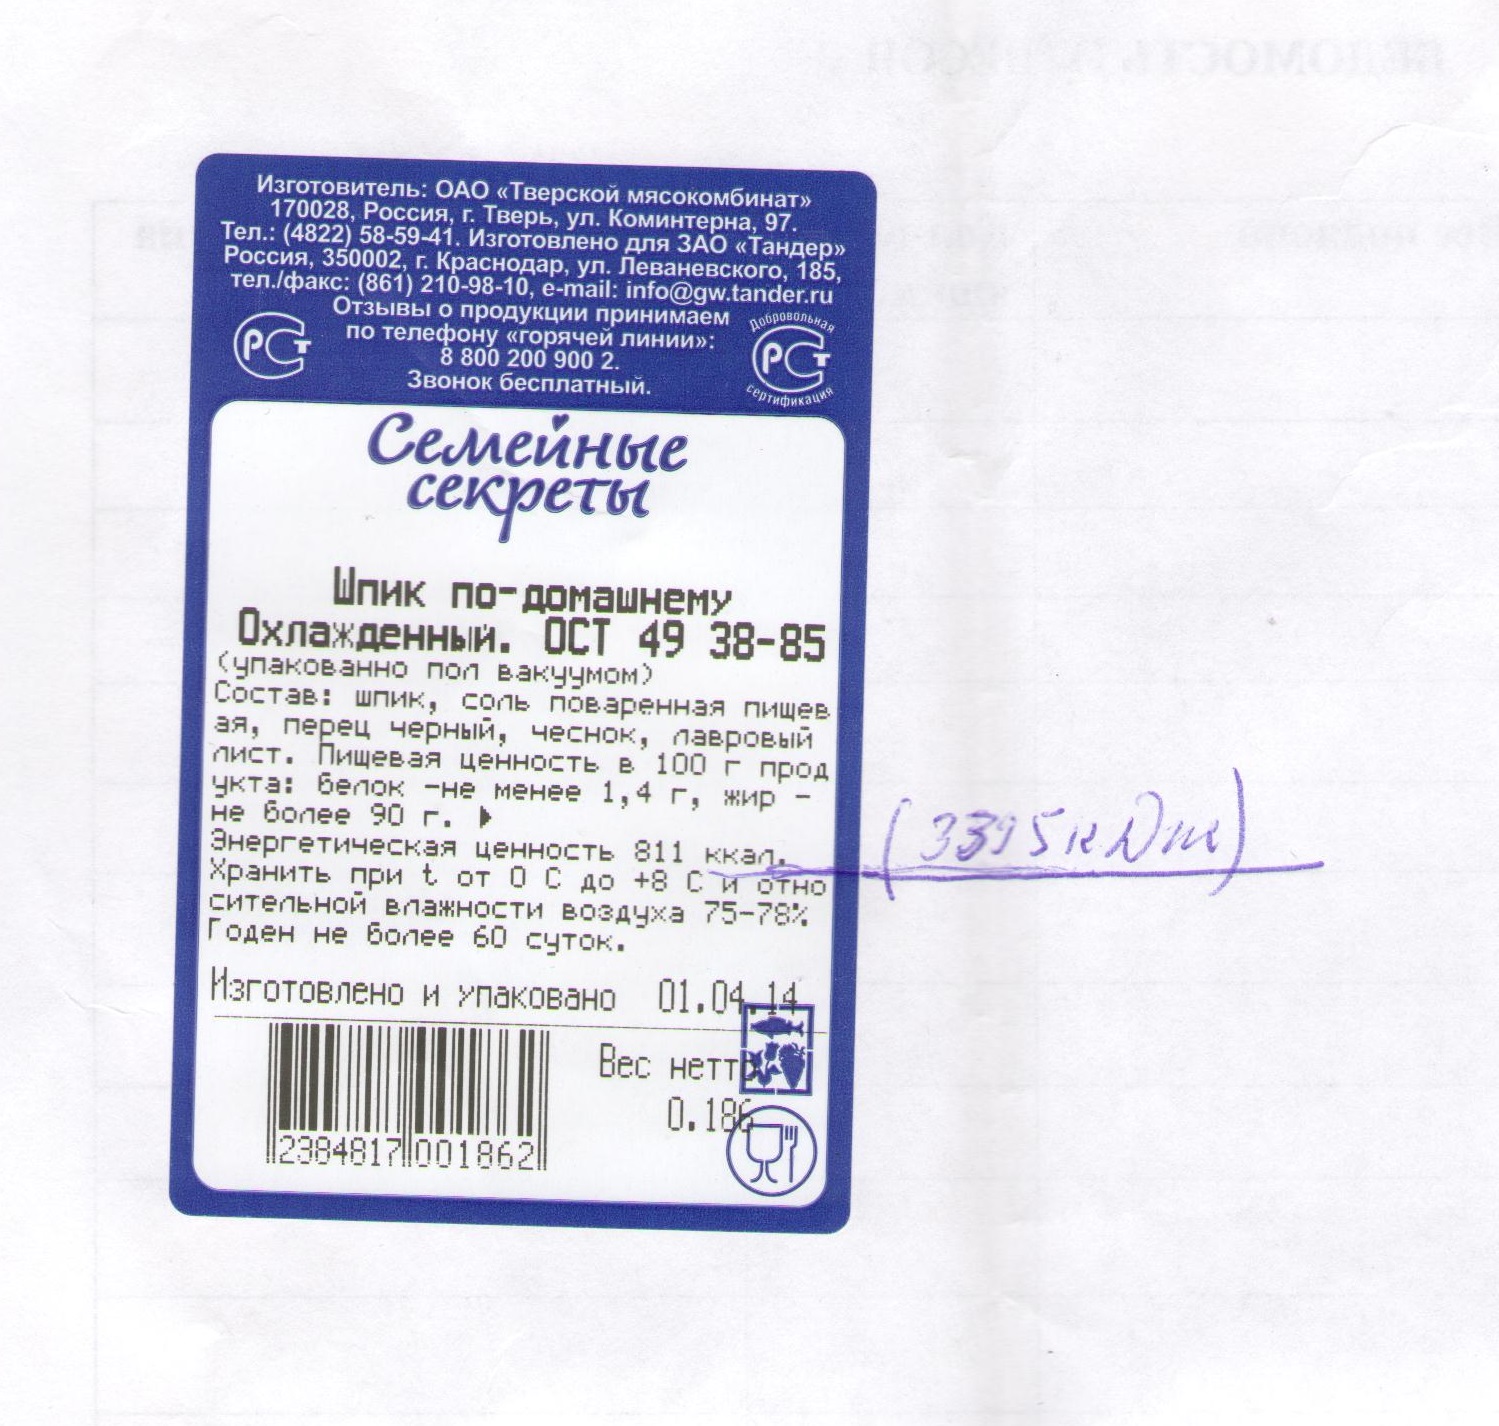 Изготовитель: ОАО «Тверской мясокомбинат»
170028, Россия, г. Тверь, ул. Коминтерна, 97.
Тел.: (4822) 58-59-41. Изготовлено для ЗАО «Тандер»
Россия, 350002, г. Краснодар, ул. Леваневского, 185,
тел./факс: (861) 210-98-10, e-mail: info@gw.tander.ru
Отзывы о продукции принимаем
по телефону «горячей линии»:
8 800 200 900 2.
Звонок бесплатный.
РСТ
Добровольная
РСТ
сертификация
Семейные
секреты
Шпик по-домашнему
Охлажденный. ОСТ 49 38-85
(упакованно пол вакуумом)
Состав: шпик, соль поваренная пищев
ая, перец черный, чеснок, лавровый
лист. Пищевая ценность в 100 г прод
укта: белок -не менее 1,4 г, жир -
не более 90 г.
Энергетическая ценность 811 ккал.
(3395 кДж)
Хранить при t от 0 С до +8 С и отно
сительной влажности воздуха 75-78%
Годен не более 60 суток.
Изготовлено и упаковано 01.04.14
Вес нетто
0.186
2384817001862